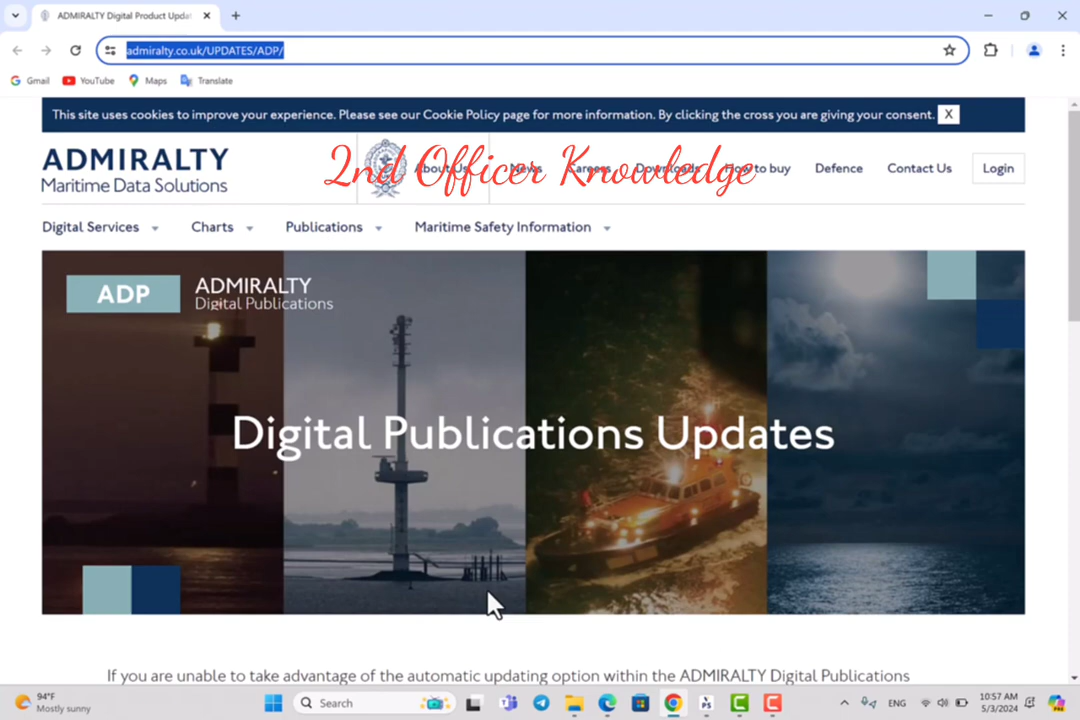 ADMIRALTY Digital Product Updat
admiralty.co.uk/UPDATES/ADP/
Gmail YouTube Maps Translate
This site uses cookies to improve your experience. Please see our Cookie Policy page for more information. By clicking the cross you are giving your consent. X
ADMIRALTY
Maritime Data Solutions
2nd Officer Knowledge
About Us News Careers Downloads How to buy Defence Contact Us Login
Digital Services Charts Publications Maritime Safety Information
ADP ADMIRALTY
Digital Publications
Digital Publications Updates
If you are unable to take advantage of the automatic updating option within the ADMIRALTY Digital Publications
94°F
Mostly sunny
Search
ENG
10:57 AM
5/3/2024